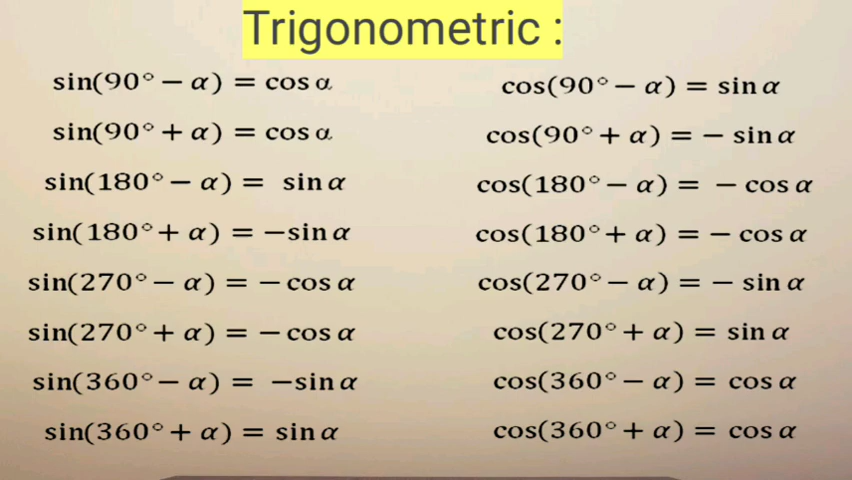 Trigonometric :
sin(90° − α) = cos α
cos(90° − α) = sin α
sin(90° + α) = cos α
cos(90° + α) = − sin α
sin(180° − α) = sin α
cos(180° − α) = − cos α
sin(180° + α) = −sin α
cos(180° + α) = − cos α
sin(270° − α) = − cos α
cos(270° − α) = − sin α
sin(270° + α) = − cos α
cos(270° + α) = sin α
sin(360° − α) = −sin α
cos(360° − α) = cos α
sin(360° + α) = sin α
cos(360° + α) = cos α